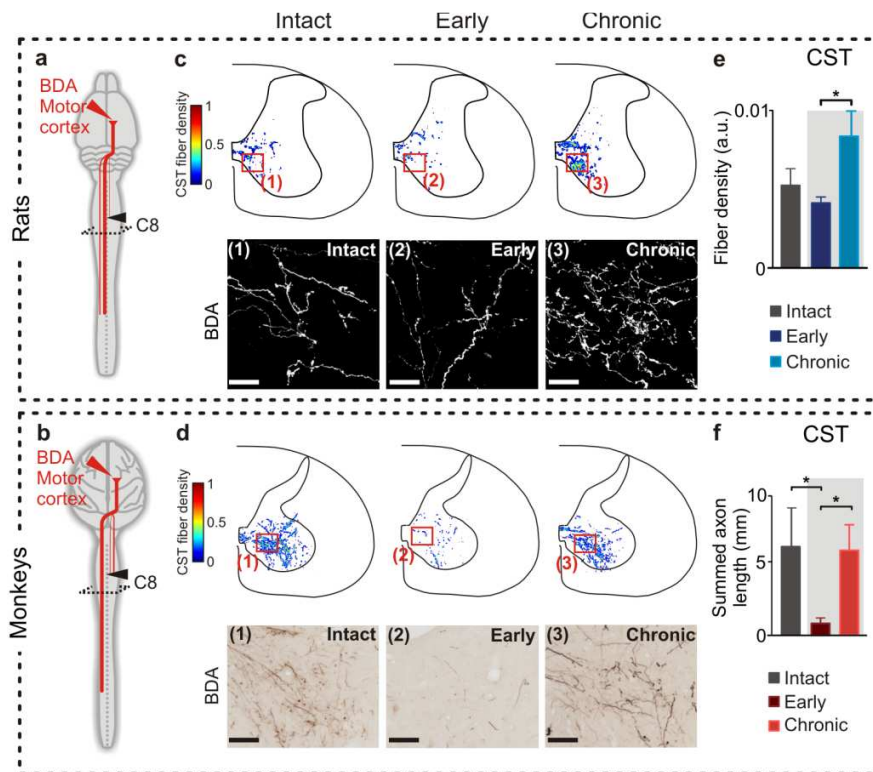 Intact
Early
Chronic
Rats
a
BDA
Motor
cortex
C8
c
CST fiber density
1
0.5
0
(1)
(2)
(3)
(1) Intact
(2) Early
(3) Chronic
BDA
e
CST
*
Fiber density (a.u.)
0.01
0
Intact
Early
Chronic
Monkeys
b
BDA
Motor
cortex
C8
d
CST fiber density
1
0.5
0
(1)
(2)
(3)
(1) Intact
(2) Early
(3) Chronic
BDA
f
CST
*
*
Summed axon
length (mm)
10
5
0
Intact
Early
Chronic